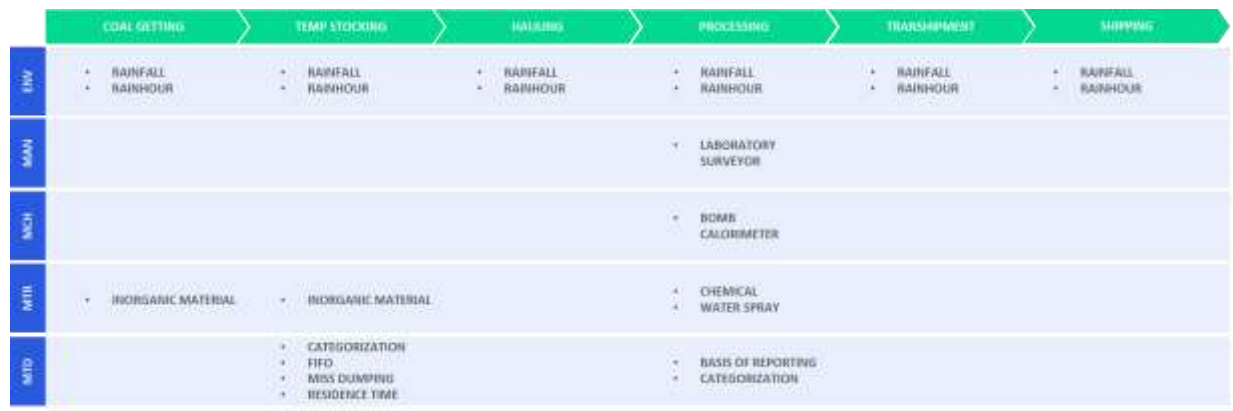 COAL GETTING TEMP STOCKING HAULING PROCESSING TRANSHIPMENT SHIPPING
ENV
• RAINFALL • RAINFALL • RAINFALL • RAINFALL • RAINFALL • RAINFALL
• RAINHOUR • RAINHOUR • RAINHOUR • RAINHOUR • RAINHOUR • RAINHOUR
MAN
• LABORATORY
SURVEYOR
MCH
• BOMB
CALORIMETER
MTR
• INORGANIC MATERIAL • INORGANIC MATERIAL
• CHEMICAL
• WATER SPRAY
MTD
• CATEGORIZATION
• FIFO
• MISS DUMPING
• RESIDENCE TIME
• BASIS OF REPORTING
• CATEGORIZATION